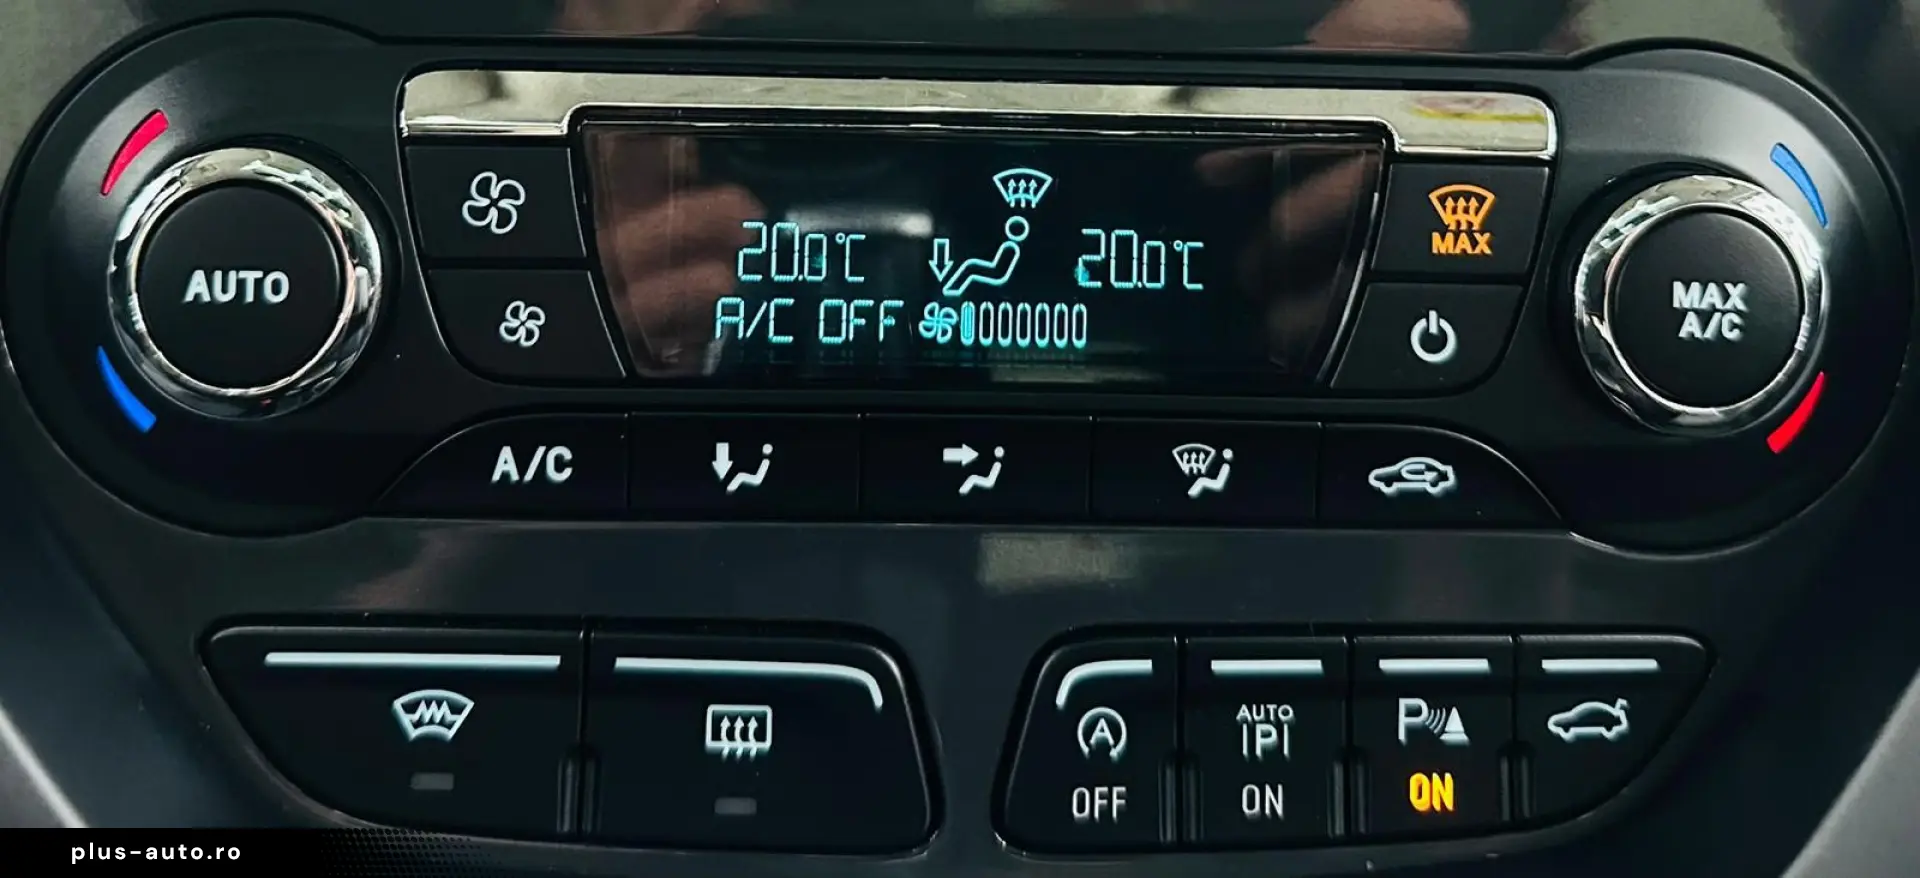 AUTO
20.0°C
20.0°C
A/C OFF
MAX
MAX
A/C
A/C
A
OFF
AUTO
|P|
ON
P
ON
plus-auto.ro